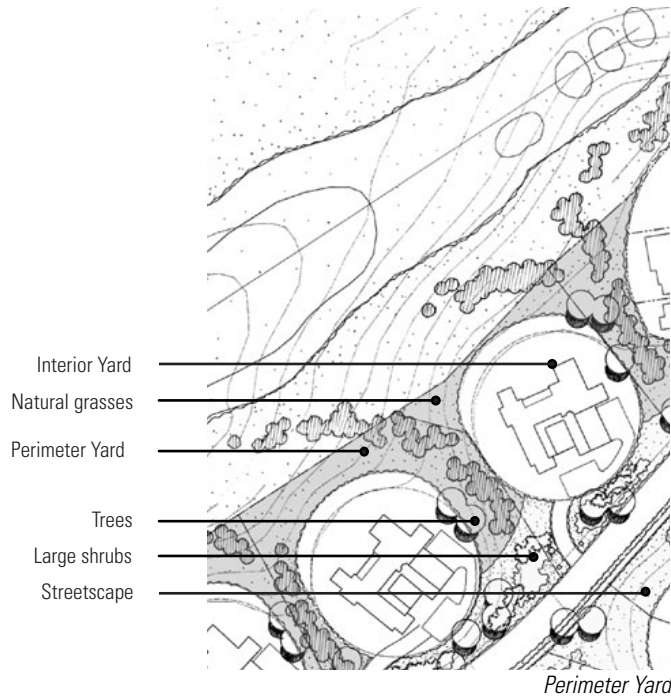 Interior Yard
Natural grasses
Perimeter Yard
Trees
Large shrubs
Streetscape
Perimeter Yard